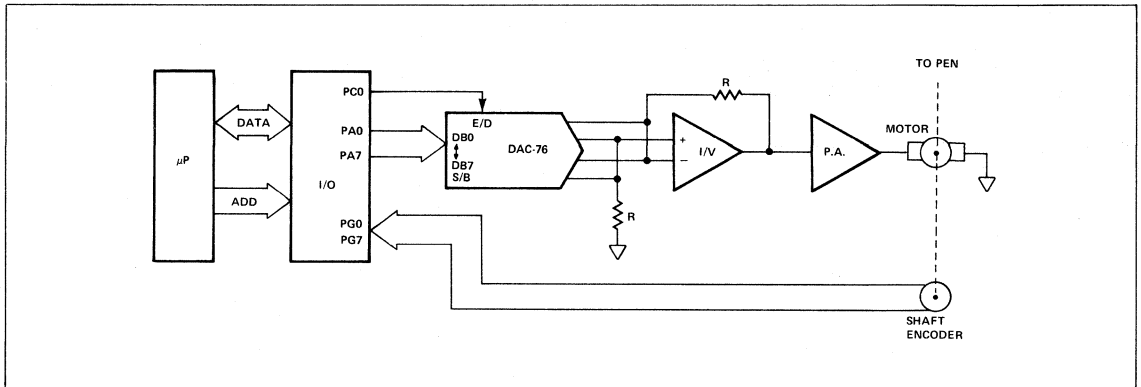 TO PEN
PC0
R
DATA
E/D
MOTOR
PA0
DB0
DAC-76
+
I/V
P.A.
µP
PA7
DB7
−
I/O
S/B
ADD
R
PG0
PG7
SHAFT
ENCODER